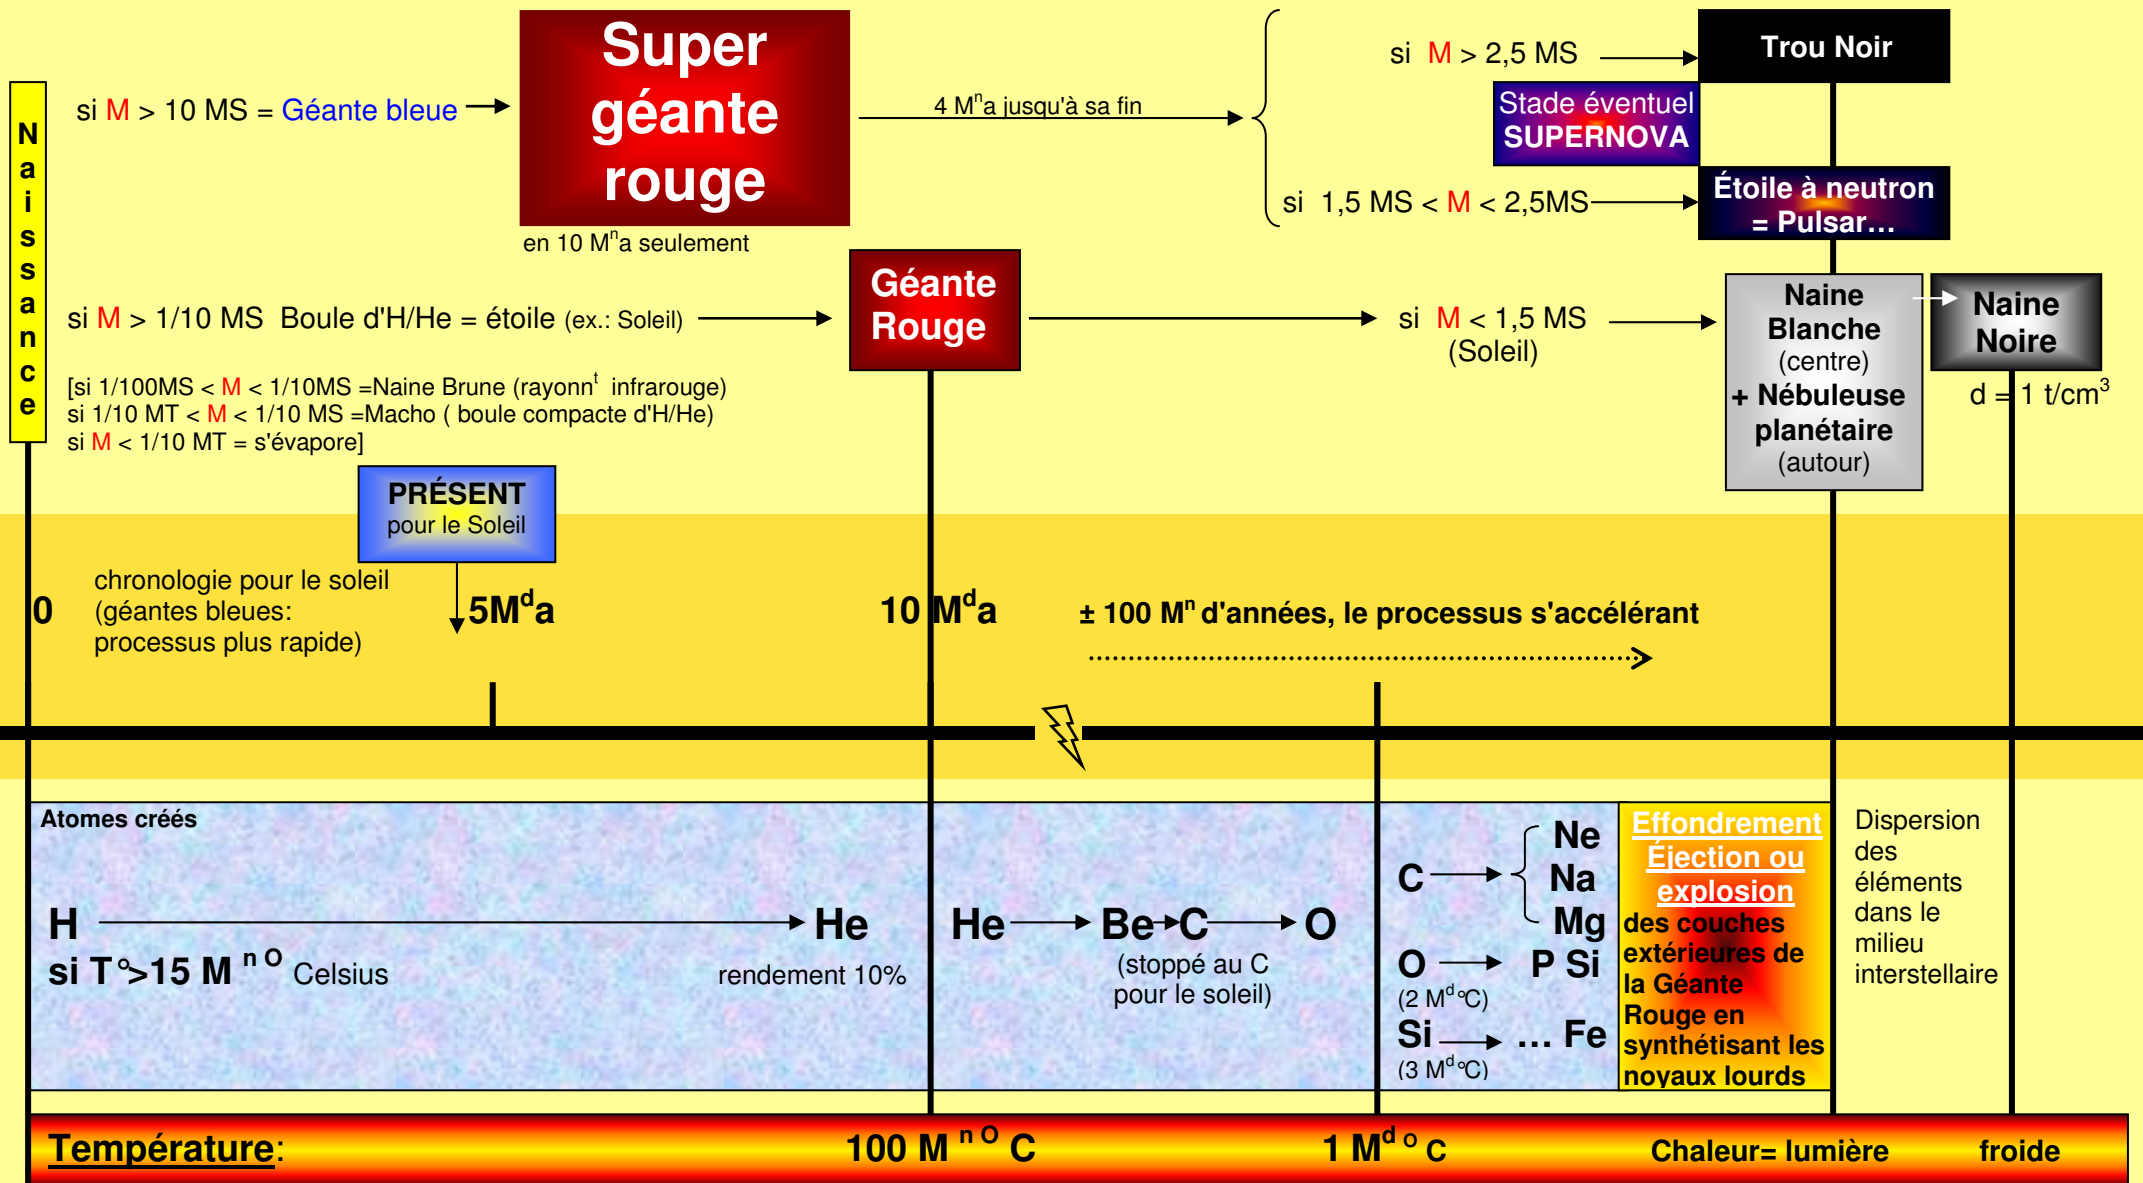 Naissance
si M > 10 MS = Géante bleue
Super
géante
rouge
en 10 Mⁿa seulement
4 Mⁿa jusqu'à sa fin
si M > 2,5 MS
Trou Noir
Stade éventuel
SUPERNOVA
si 1,5 MS < M < 2,5MS
Étoile à neutron
= Pulsar…
si M > 1/10 MS Boule d'H/He = étoile (ex.: Soleil)
Géante
Rouge
si M < 1,5 MS
(Soleil)
Naine
Blanche
(centre)
+ Nébuleuse
planétaire
(autour)
Naine
Noire
d = 1 t/cm³
[si 1/100MS < M < 1/10MS =Naine Brune (rayonnᵗ infrarouge)
si 1/10 MT < M < 1/10 MS =Macho ( boule compacte d'H/He)
si M < 1/10 MT = s'évapore]
PRÉSENT
pour le Soleil
0
chronologie pour le soleil
(géantes bleues:
processus plus rapide)
5Mᵈa
10 Mᵈa
± 100 Mⁿ d'années, le processus s'accélérant
Atomes créés
H
He
si T°>15 M ⁿ ᴼ Celsius
rendement 10%
He
Be
C
O
(stoppé au C
pour le soleil)
C
Ne
Na
Mg
O
P Si
(2 Mᵈ°C)
Si
... Fe
(3 Mᵈ°C)
Effondrement
Éjection ou
explosion
des couches
extérieures de
la Géante
Rouge en
synthétisant les
noyaux lourds
Dispersion
des
éléments
dans le
milieu
interstellaire
Température:
100 M ⁿ ᴼ C
1 Mᵈ ᴼ C
Chaleur= lumière
froide